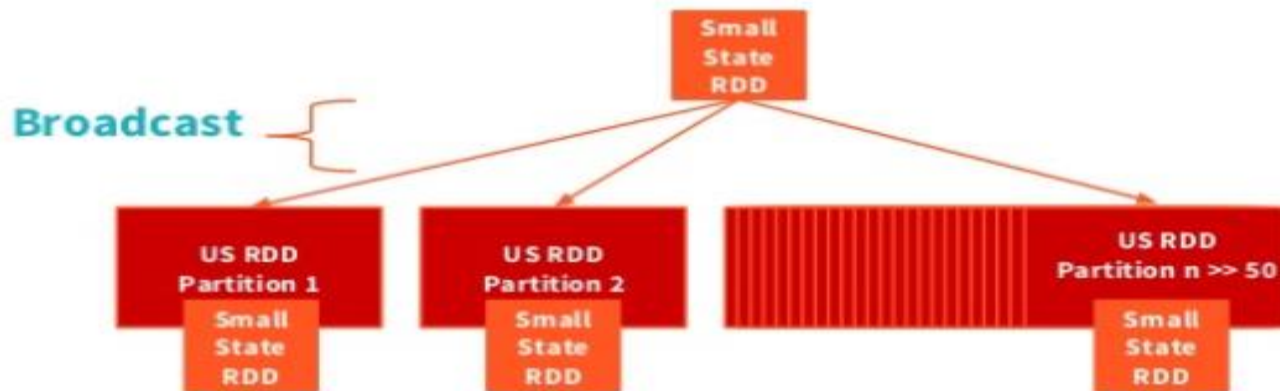 Small
State
RDD
Broadcast
US RDD
Partition 1
US RDD
Partition 2
US RDD
Partition n >> 50
Small
State
RDD
Small
State
RDD
Small
State
RDD